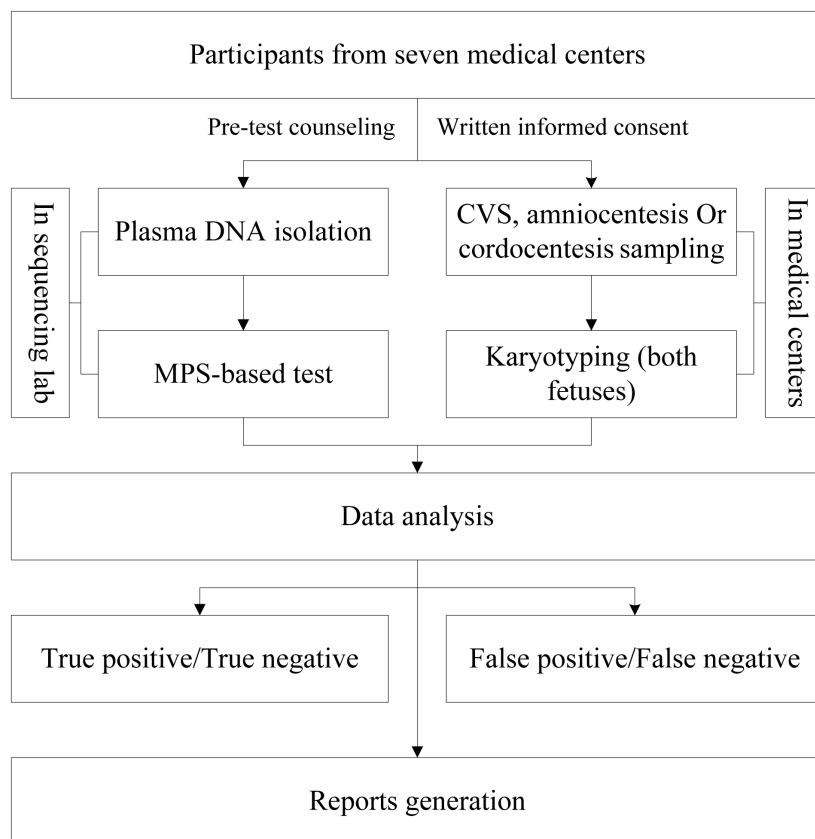 Participants from seven medical centers
Pre-test counseling
Written informed consent
In sequencing lab
Plasma DNA isolation
CVS, amniocentesis Or
cordocentesis sampling
In medical centers
MPS-based test
Karyotyping (both
fetuses)
Data analysis
True positive/True negative
False positive/False negative
Reports generation